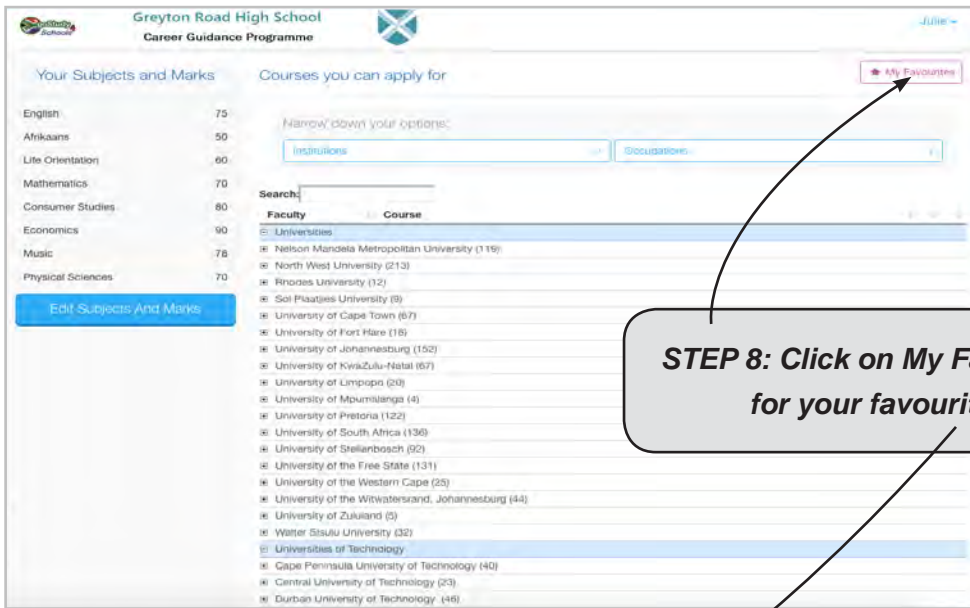 Greyton Road High School
Career Guidance Programme
Julie
Your Subjects and Marks
Courses you can apply for
My Favourites
English 75
Afrikaans 50
Life Orientation 60
Mathematics 70
Consumer Studies 80
Economics 90
Music 78
Physical Sciences 70
Edit Subjects And Marks
Narrow down your options:
Institutions
Occupations
Search:
Faculty Course
Universities
Nelson Mandela Metropolitan University (119)
North West University (213)
Rhodes University (12)
Sol Plaatjies University (9)
University of Cape Town (67)
University of Fort Hare (18)
University of Johannesburg (152)
University of KwaZulu-Natal (67)
University of Limpopo (20)
University of Mpumalanga (4)
University of Pretoria (122)
University of South Africa (136)
University of Stellenbosch (92)
University of the Free State (131)
University of the Western Cape (25)
University of the Witwatersrand, Johannesburg (44)
University of Zululand (5)
Walter Sisulu University (32)
Universities of Technology
Cape Peninsula University of Technology (40)
Central University of Technology (23)
Durban University of Technology (46)
STEP 8: Click on My Fa
for your favouri